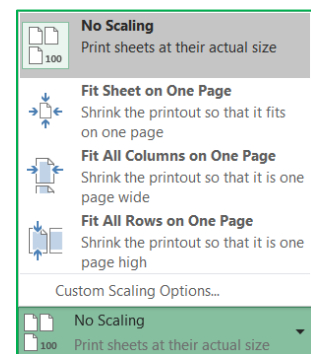 No Scaling
Print sheets at their actual size
100
Fit Sheet on One Page
Shrink the printout so that it fits
on one page
Fit All Columns on One Page
Shrink the printout so that it is one
page wide
Fit All Rows on One Page
Shrink the printout so that it is one
page high
Custom Scaling Options...
No Scaling
100
Print sheets at their actual size